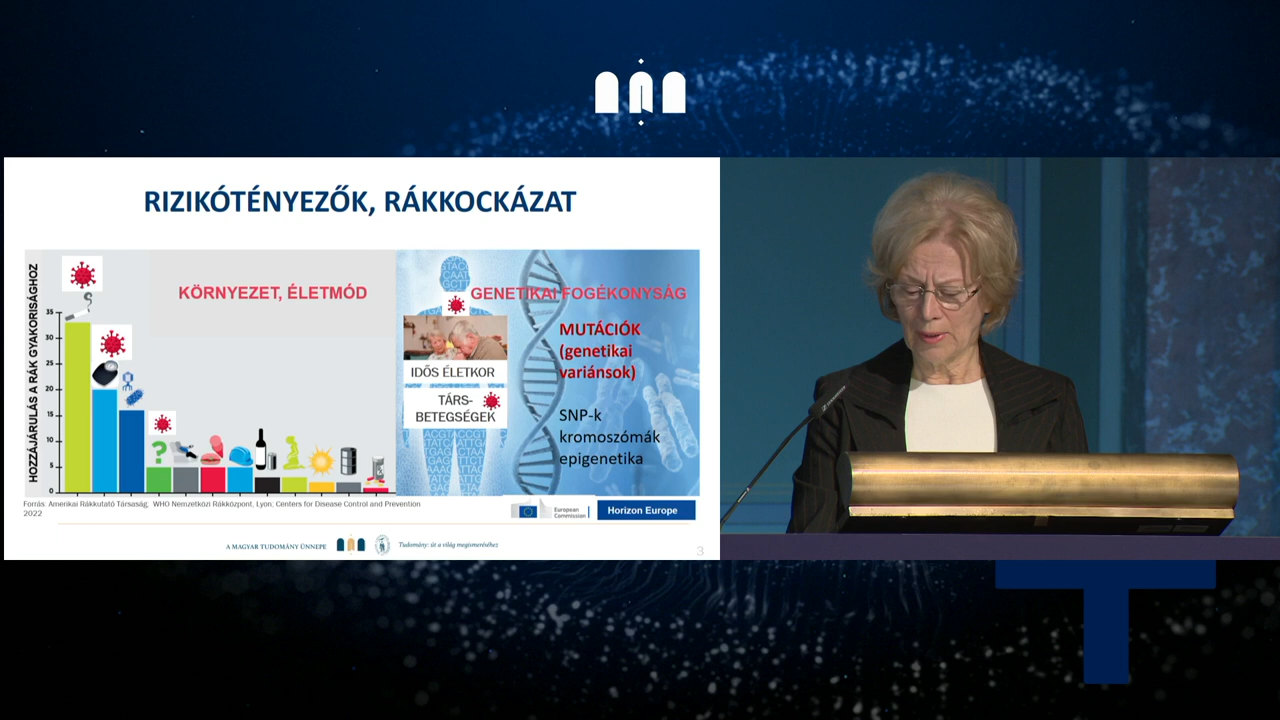 RIZIKÓTÉNYEZŐK, RÁKKOCKÁZAT
HOZZÁJÁRULÁS A RÁK GYAKORISÁGHOZ
35
30
25
20
15
10
5
0
KÖRNYEZET, ÉLETMÓD
?
GENETIKAI FOGÉKONYSÁG
IDŐS ÉLETKOR
TÁRS-
BETEGSÉGEK
MUTÁCIÓK
(genetikai
variánsok)
SNP-k
kromoszómák
epigenetika
Forrás: Amerikai Rákkutató Társaság; WHO Nemzetközi Rákközpont, Lyon; Centers for Disease Control and Prevention
2022
European
Commission
Horizon Europe
A MAGYAR TUDOMÁNY ÜNNEPE
Tudomány: út a világ megismeréséhez
3